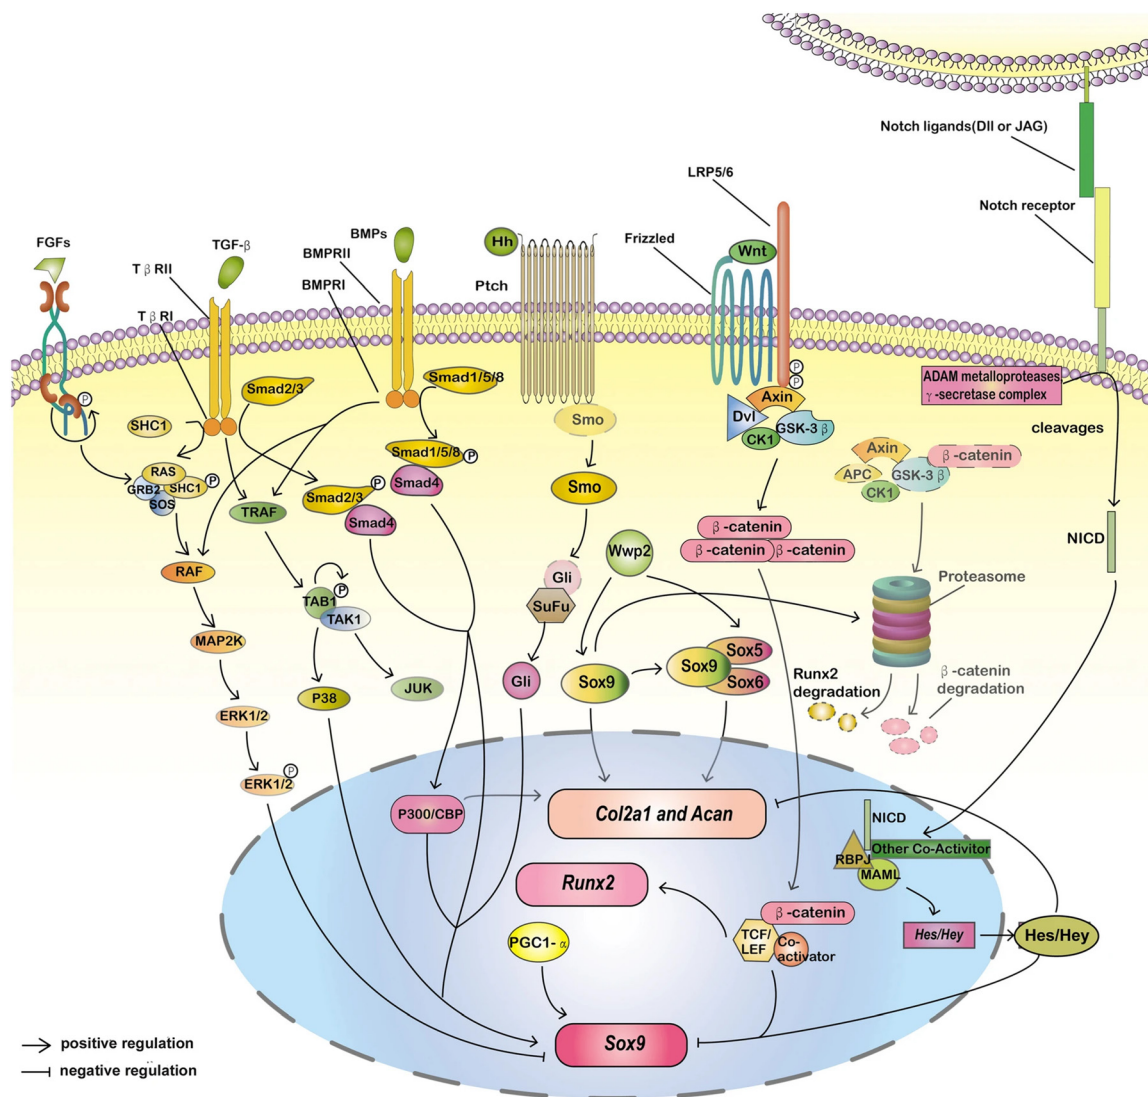 Notch ligands(Dll or JAG)
LRP5/6
Notch receptor
FGFs
TGF-β
BMPs
BMPRII
Hh
Frizzled
Wnt
T β RII
BMPRI
Ptch
T β RI
P
P
ADAM metalloproteases
γ-secretase complex
Smad2/3
Smad1/5/8
P
Axin
Dvl
GSK-3 β
CK1
Smo
SHC1
cleavages
Axin
β-catenin
APC
GSK-3 β
CK1
Smad1/5/8
P
Smad4
RAS
GRB2
SHC1
P
SOS
Smad2/3
P
Smad4
Smo
TRAF
β-catenin
β-catenin
β-catenin
NICD
Wwp2
RAF
Gli
SuFu
Proteasome
TAB1
P
TAK1
MAP2K
Sox9
Sox9
Sox5
Sox6
Gli
Runx2
degradation
β-catenin
degradation
P38
JUK
ERK1/2
ERK1/2
P
P300/CBP
Col2a1 and Acan
NICD
RBPJ
Other Co-Activitor
MAML
Runx2
β-catenin
TCF/
LEF
Co-
activator
Hes/Hey
Hes/Hey
PGC1- α
Sox9
positive regulation
negative regulation